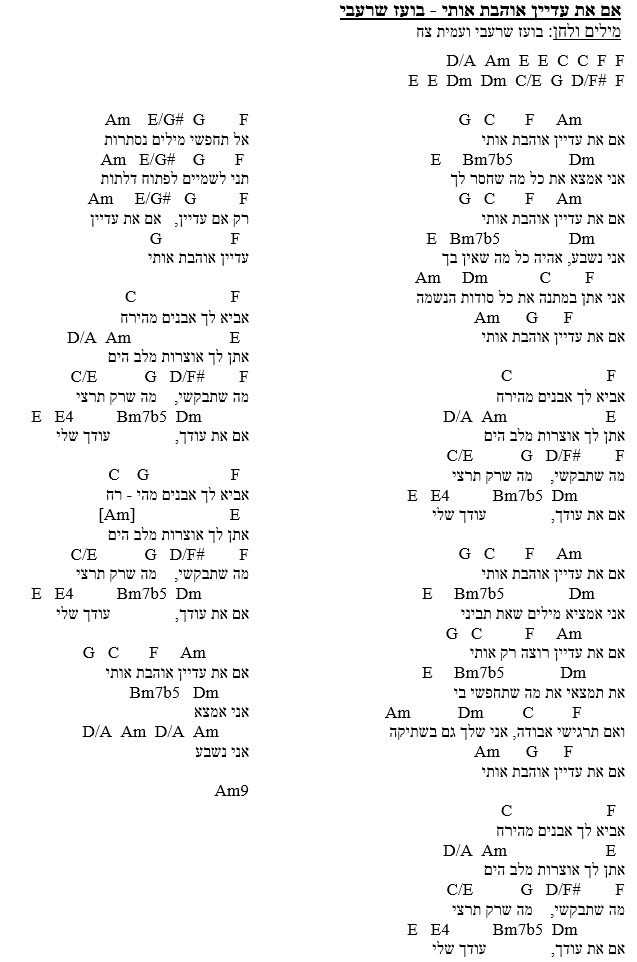 אם את עדיין אוהבת אותי - בועז שרעבי
מילים ולחן: בועז שרעבי ועמית צח
D/A Am E E C C F F
E E Dm Dm C/E G D/F# F
G C F Am
אם את עדיין אוהבת אותי
E Bm7b5 Dm
אני אמצא את כל מה שחסר לך
G C F Am
אם את עדיין אוהבת אותי
E Bm7b5 Dm
אני נשבע, אהיה כל מה שאין בך
Am Dm C F
אני אתן במתנה את כל סודות הנשמה
Am G F
אם את עדיין אוהבת אותי
C F
אביא לך אבנים מהירח
D/A Am E
אתן לך אוצרות מלב הים
C/E G D/F# F
מה שתבקשי, מה שרק תרצי
E E4 Bm7b5 Dm
אם את עודך, עודך שלי
G C F Am
אם את עדיין אוהבת אותי
E Bm7b5 Dm
אני אמציא מילים שאת תביני
G C F Am
אם את עדיין רוצה רק אותי
E Bm7b5 Dm
את תמצאי את מה שתחפשי בי
Am Dm C F
ואם תרגישי אבודה, אני שלך גם בשתיקה
Am G F
אם את עדיין אוהבת אותי
C F
אביא לך אבנים מהירח
D/A Am E
אתן לך אוצרות מלב הים
C/E G D/F# F
מה שתבקשי, מה שרק תרצי
E E4 Bm7b5 Dm
אם את עודך, עודך שלי
Am E/G# G F
אל תחפשי מילים נסתרות
Am E/G# G F
תני לשמיים לפתוח דלתות
Am E/G# G F
רק אם עדיין, אם את עדיין
G F
עדיין אוהבת אותי
C F
אביא לך אבנים מהירח
D/A Am E
אתן לך אוצרות מלב הים
C/E G D/F# F
מה שתבקשי, מה שרק תרצי
E E4 Bm7b5 Dm
אם את עודך, עודך שלי
C G F
אביא לך אבנים מהי - רח
[Am] E
אתן לך אוצרות מלב הים
C/E G D/F# F
מה שתבקשי, מה שרק תרצי
E E4 Bm7b5 Dm
אם את עודך, עודך שלי
G C F Am
אם את עדיין אוהבת אותי
Bm7b5 Dm
אני אמצא
D/A Am D/A Am
אני נשבע
Am9